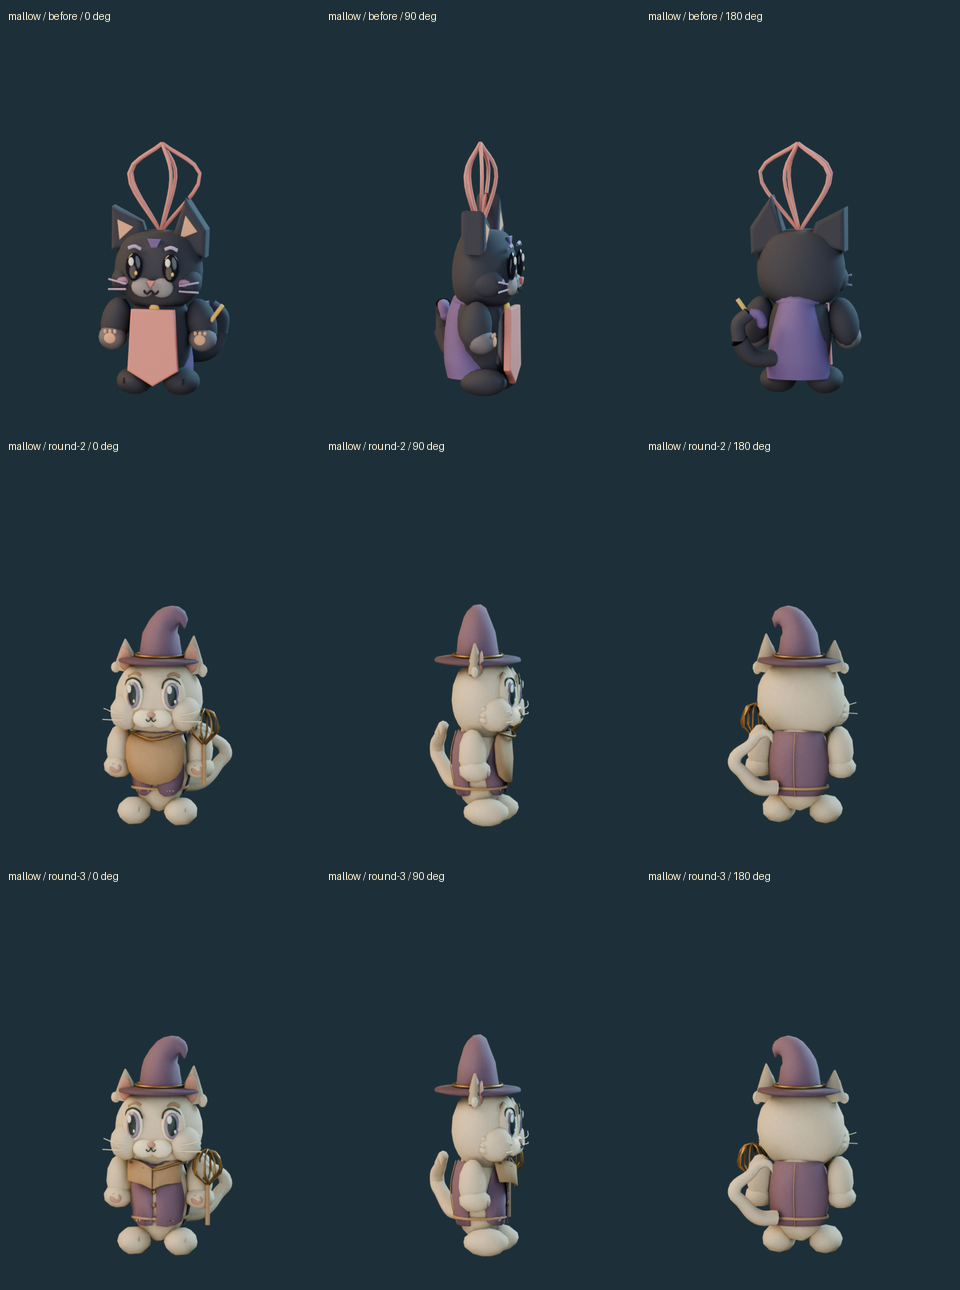 mallow / before / 0 deg
mallow / before / 90 deg
mallow / before / 180 deg
mallow / round-2 / 0 deg
mallow / round-2 / 90 deg
mallow / round-2 / 180 deg
mallow / round-3 / 0 deg
mallow / round-3 / 90 deg
mallow / round-3 / 180 deg